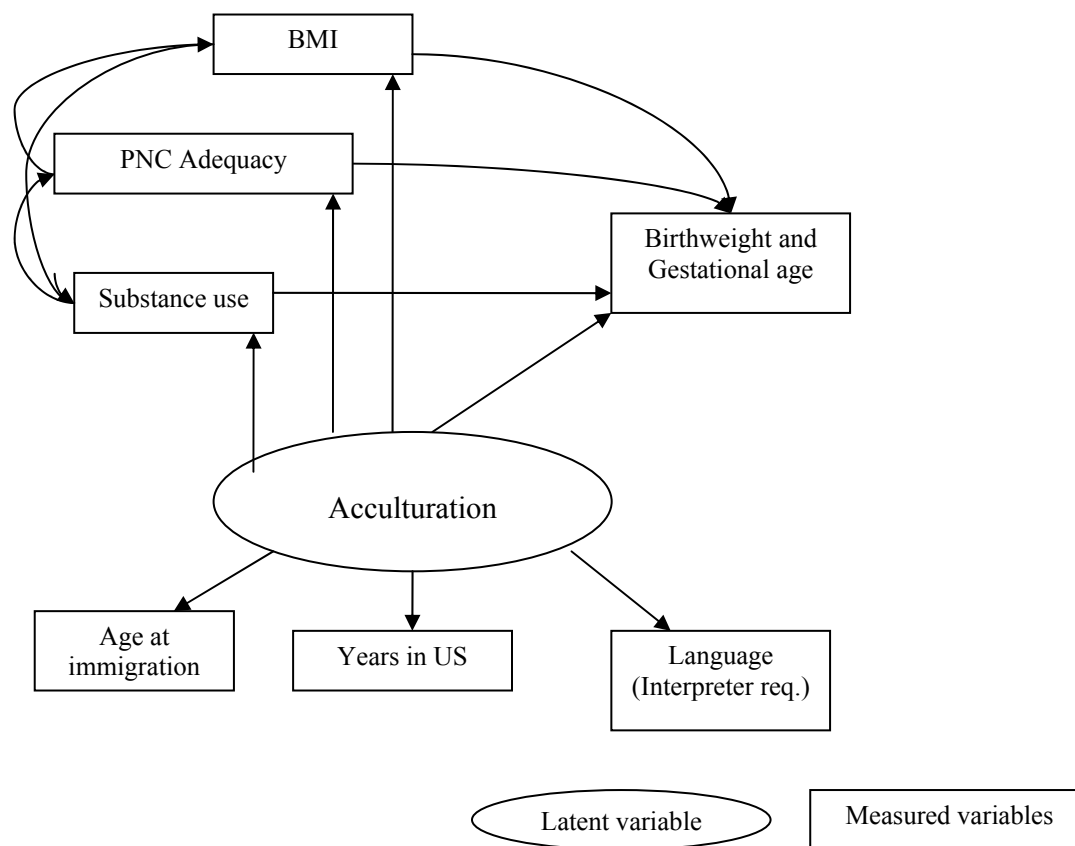 BMI
PNC Adequacy
Birthweight and
Gestational age
Substance use
Acculturation
Age at
immigration
Years in US
Language
(Interpreter req.)
Latent variable
Measured variables